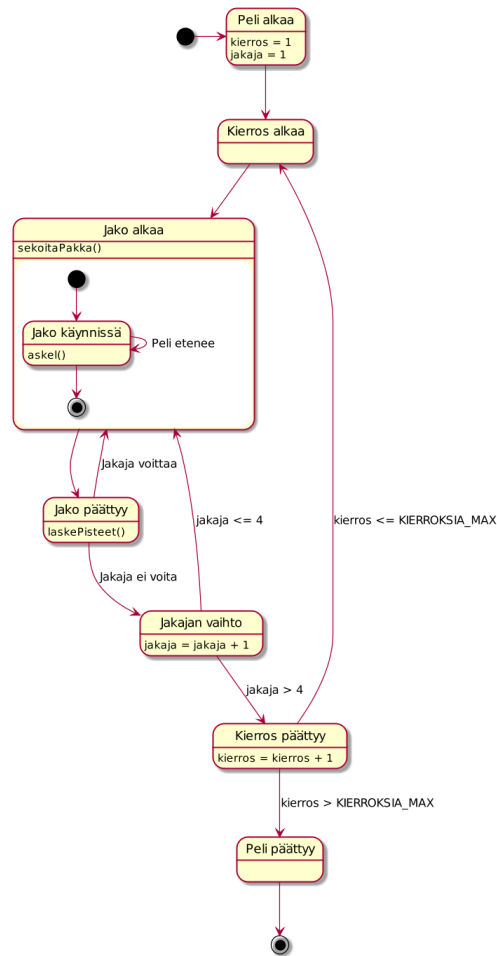 Peli alkaa
kierros = 1
jakaja = 1
Kierros alkaa
Jako alkaa
sekoitaPakka()
Jako käynnissä
askel()
Peli etenee
Jakaja voittaa
Jako päättyy
laskePisteet()
jakaja <= 4
kierros <= KIERROKSIA_MAX
Jakaja ei voita
Jakajan vaihto
jakaja = jakaja + 1
jakaja > 4
Kierros päättyy
kierros = kierros + 1
kierros > KIERROKSIA_MAX
Peli päättyy